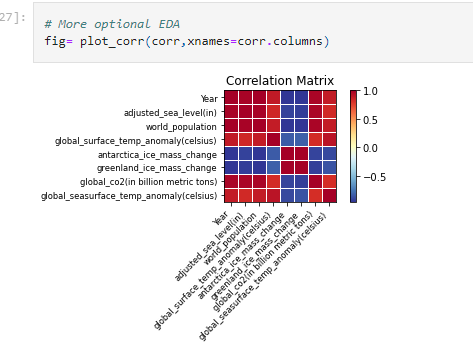 27]:
# More optional EDA
fig= plot_corr(corr,xnames=corr.columns)
Correlation Matrix
Year
adjusted_sea_level(in)
world_population
global_surface_temp_anomaly(celsius)
antarctica_ice_mass_change
greenland_ice_mass_change
global_co2(in billion metric tons)
global_seasurface_temp_anomaly(celsius)
1.0
0.5
0.0
−0.5
Year
adjusted_sea_level(in)
world_population
global_surface_temp_anomaly(celsius)
antarctica_ice_mass_change
greenland_ice_mass_change
global_co2(in billion metric tons)
global_seasurface_temp_anomaly(celsius)